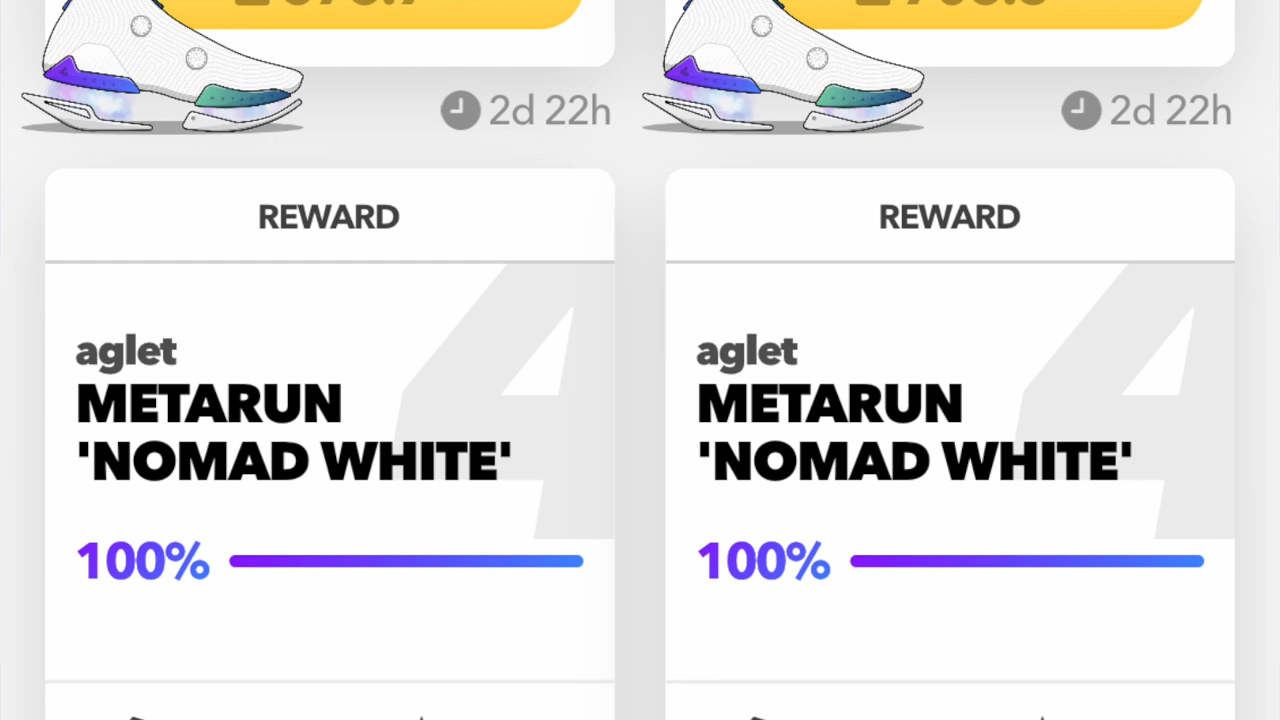 2d 22h
REWARD
aglet
METARUN
'NOMAD WHITE'
100%
2d 22h
REWARD
aglet
METARUN
'NOMAD WHITE'
100%